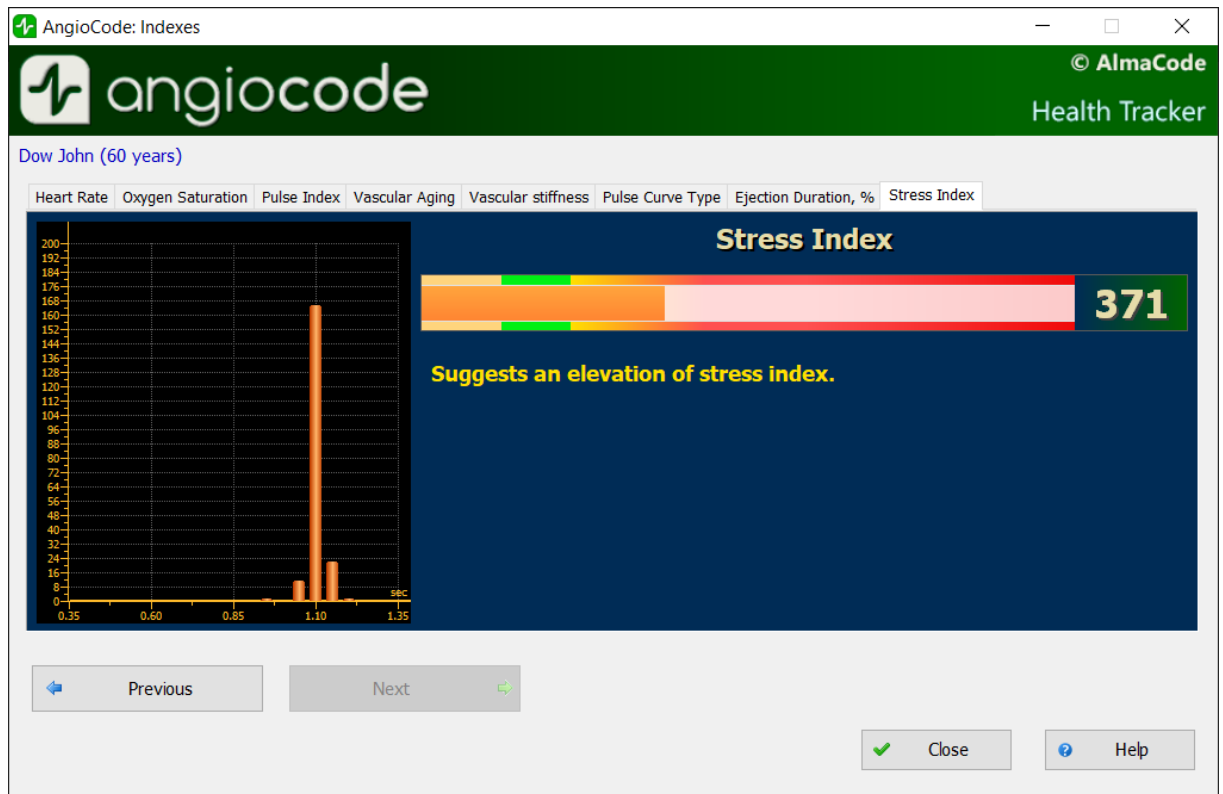 AngioCode: Indexes
angiocode
© AlmaCode
Health Tracker
Dow John (60 years)
Heart Rate Oxygen Saturation Pulse Index Vascular Aging Vascular stiffness Pulse Curve Type Ejection Duration, % Stress Index
Stress Index
371
Suggests an elevation of stress index.
200
192
184
176
168
160
152
144
136
128
120
112
104
96
88
80
72
64
56
48
40
32
24
16
8
0
sec
0.35 0.60 0.85 1.10 1.35
Previous Next
Close Help